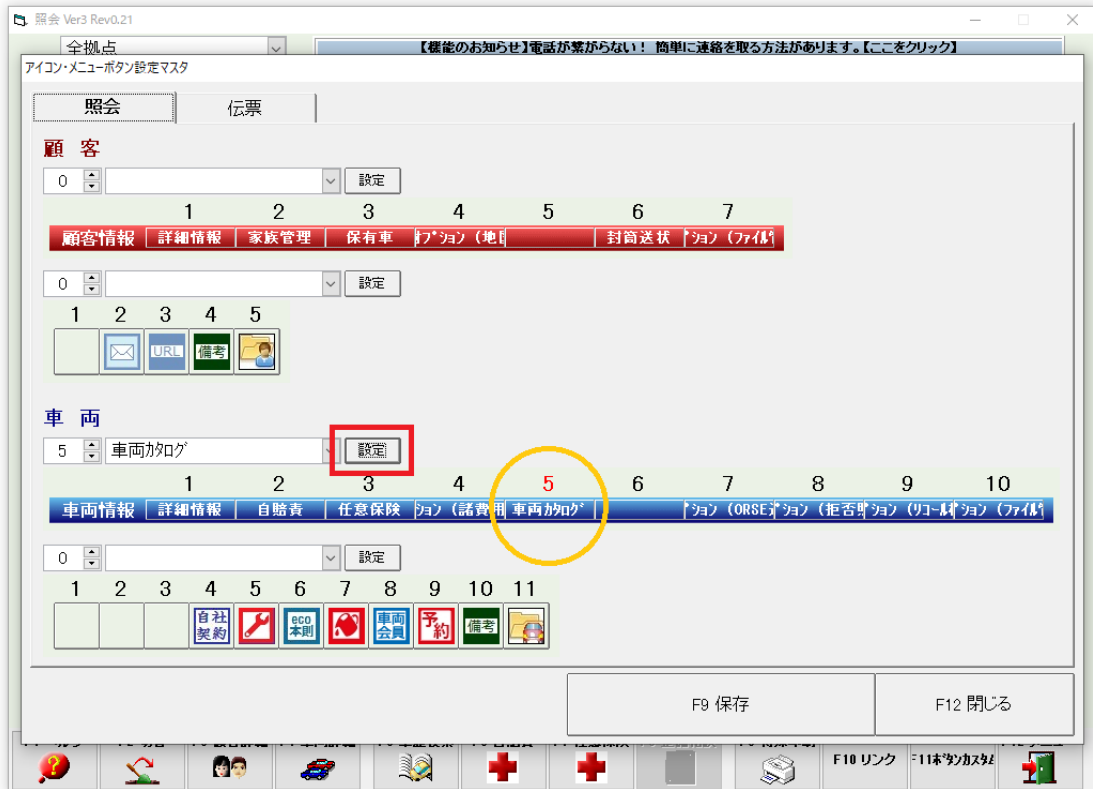 照会 Ver3 Rev0.21
全拠点
【機能のお知らせ】電話が繋がらない！ 簡単に連絡を取る方法があります。【ここをクリック】
アイコン・メニューボタン設定マスタ
照会 伝票
顧 客
0 設定
1 2 3 4 5 6 7
顧客情報 詳細情報 家族管理 保有車 ｵﾌﾟｼｮﾝ（地 封筒送状 ｼｮﾝ（ﾌｧｲﾙ
0 設定
1 2 3 4 5
URL 備考
車 両
5 車両ｶﾀﾛｸﾞ 設定
1 2 3 4 5 6 7 8 9 10
車両情報 詳細情報 自賠責 任意保険 ｼｮﾝ（諸費用 車両ｶﾀﾛｸﾞ ｼｮﾝ（ORSE ｼｮﾝ（拒否 ｼｮﾝ（ﾘｺｰﾙ ｼｮﾝ（ﾌｧｲﾙ
0 設定
1 2 3 4 5 6 7 8 9 10 11
自社契約 eco本則 車両会員 予約 備考
F9 保存 F12 閉じる
F10 リンク F11ﾎﾞﾀﾝｶｽﾀﾑ